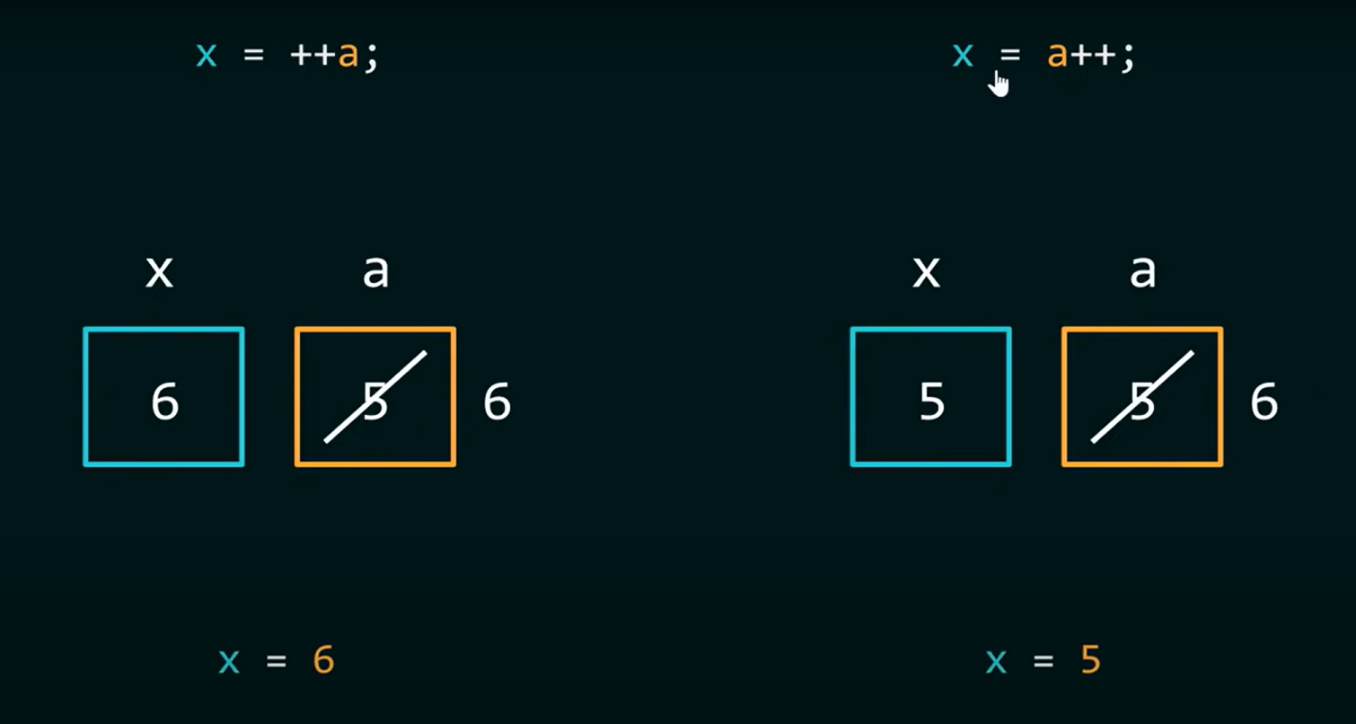 x = ++a;
x = a++;
x a
6 5 6
x a
5 5 6
x = 6
x = 5